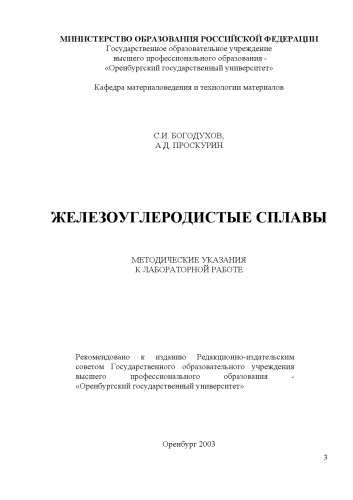 МИНИСТЕРСТВО ОБРАЗОВАНИЯ РОССИЙСКОЙ ФЕДЕРАЦИИ
Государственное образовательное учреждение
высшего профессионального образования -
«Оренбургский государственный университет»
Кафедра материаловедения и технологии материалов
С.И. БОГОДУХОВ,
А.Д. ПРОСКУРИН
ЖЕЛЕЗОУГЛЕРОДИСТЫЕ СПЛАВЫ
МЕТОДИЧЕСКИЕ УКАЗАНИЯ
К ЛАБОРАТОРНОЙ РАБОТЕ
Рекомендовано к изданию Редакционно-издательским
советом Государственного образовательного учреждения
высшего профессионального образования -
«Оренбургский государственный университет»
Оренбург 2003
3